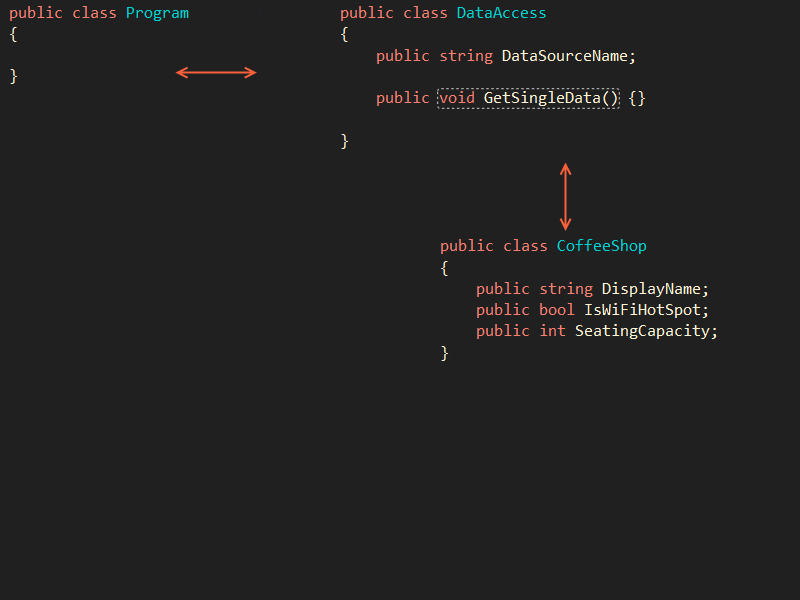 public class Program
{
}
public class DataAccess
{
public string DataSourceName;
public void GetSingleData() {}
}
public class CoffeeShop
{
public string DisplayName;
public bool IsWiFiHotSpot;
public int SeatingCapacity;
}